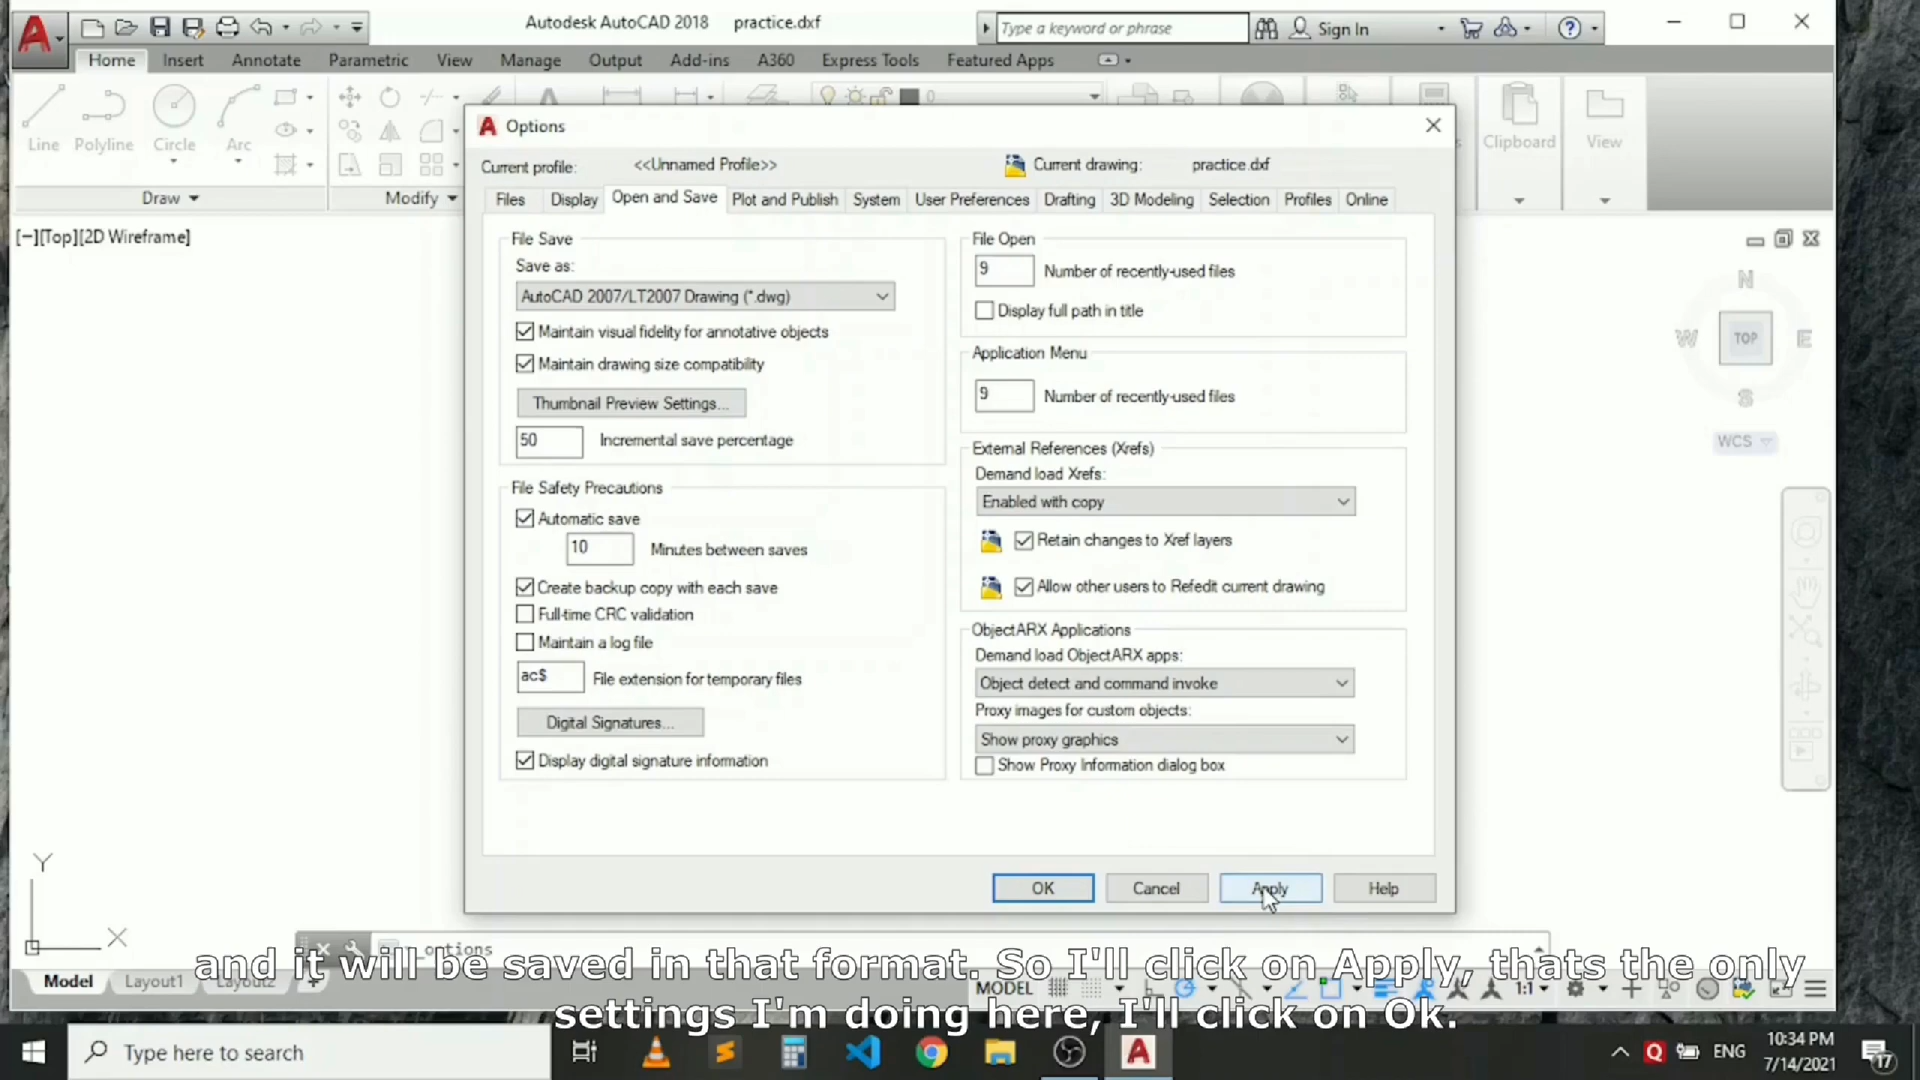 Autodesk AutoCAD 2018 practice.dxf
Type a keyword or phrase
Sign In
Home Insert Annotate Parametric View Manage Output Add-ins A360 Express Tools Featured Apps
0
Line Polyline Circle Arc
Clipboard View
Draw
Modify
[−][Top][2D Wireframe]
Options
Current profile: <<Unnamed Profile>>
Current drawing: practice.dxf
Files Display Open and Save Plot and Publish System User Preferences Drafting 3D Modeling Selection Profiles Online
File Save
Save as:
AutoCAD 2007/LT2007 Drawing (*.dwg)
Maintain visual fidelity for annotative objects
Maintain drawing size compatibility
Thumbnail Preview Settings...
50 Incremental save percentage
File Safety Precautions
Automatic save
10 Minutes between saves
Create backup copy with each save
Full-time CRC validation
Maintain a log file
ac$ File extension for temporary files
Digital Signatures...
Display digital signature information
File Open
9 Number of recently-used files
Display full path in title
Application Menu
9 Number of recently-used files
External References (Xrefs)
Demand load Xrefs:
Enabled with copy
Retain changes to Xref layers
Allow other users to Refedit current drawing
ObjectARX Applications
Demand load ObjectARX apps:
Object detect and command invoke
Proxy images for custom objects:
Show proxy graphics
Show Proxy Information dialog box
OK Cancel Apply Help
N
W TOP E
S
WCS
Y
X
_options
and it will be saved in that format. So I'll click on Apply, thats the only
settings I'm doing here, I'll click on Ok.
Model Layout1 Layout2 +
MODEL 1:1
Type here to search
ENG
10:34 PM
7/14/2021
17